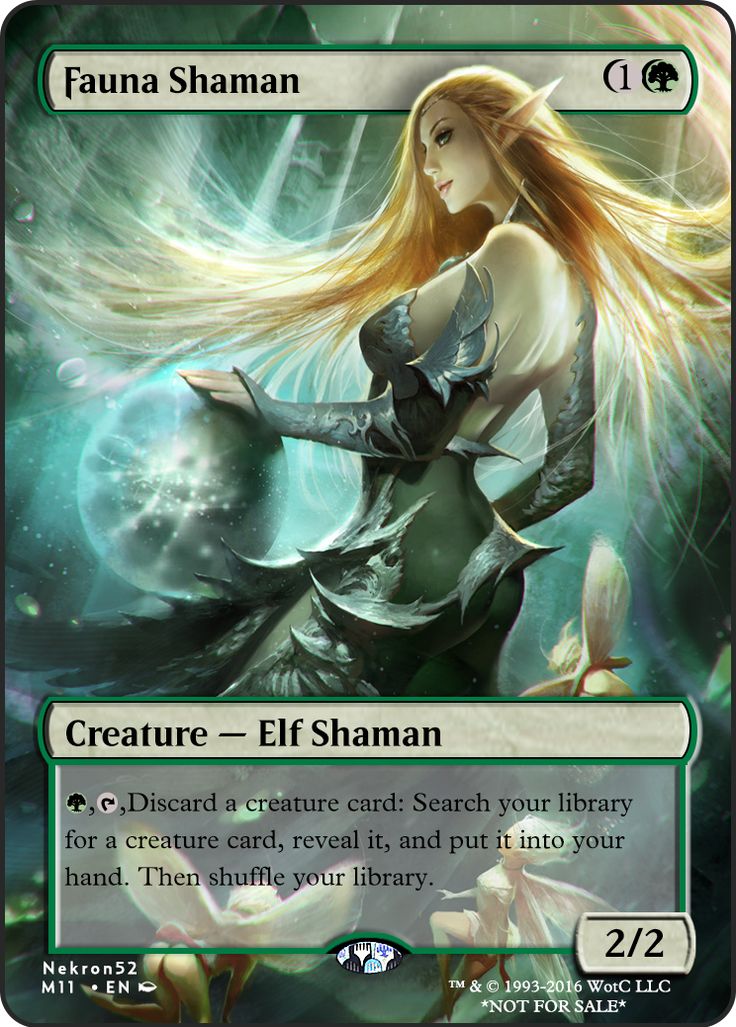 Fauna Shaman 1
Creature — Elf Shaman
, ,Discard a creature card: Search your library
for a creature card, reveal it, and put it into your
hand. Then shuffle your library.
2/2
Nekron52
M11 • EN
™ & © 1993-2016 WotC LLC
*NOT FOR SALE*